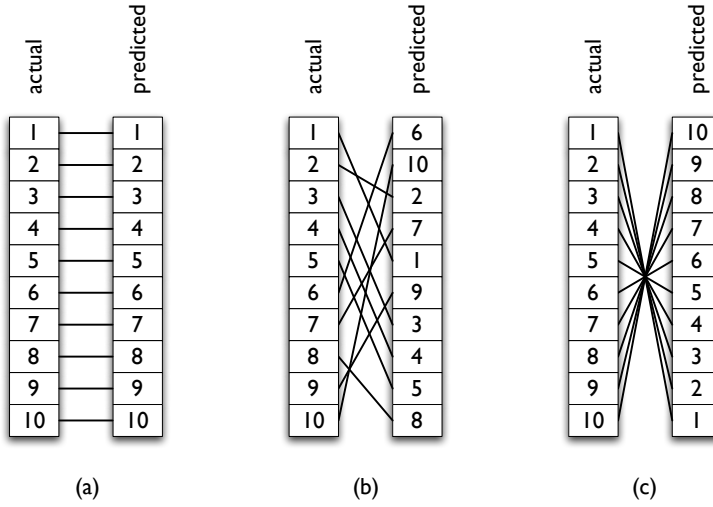 actual predicted actual predicted actual predicted
1 1 1 6 1 10
2 2 2 10 2 9
3 3 3 2 3 8
4 4 4 7 4 7
5 5 5 1 5 6
6 6 6 9 6 5
7 7 7 3 7 4
8 8 8 4 8 3
9 9 9 5 9 2
10 10 10 8 10 1
(a) (b) (c)